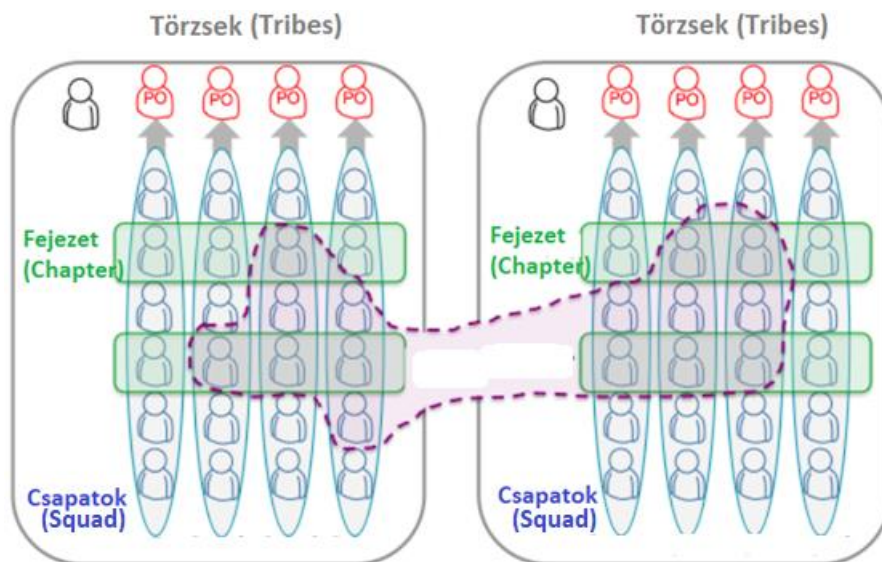 Törzsek (Tribes)
Törzsek (Tribes)
PO
PO
PO
PO
PO
PO
PO
PO
Fejezet
(Chapter)
Fejezet
(Chapter)
Csapatok
(Squad)
Csapatok
(Squad)